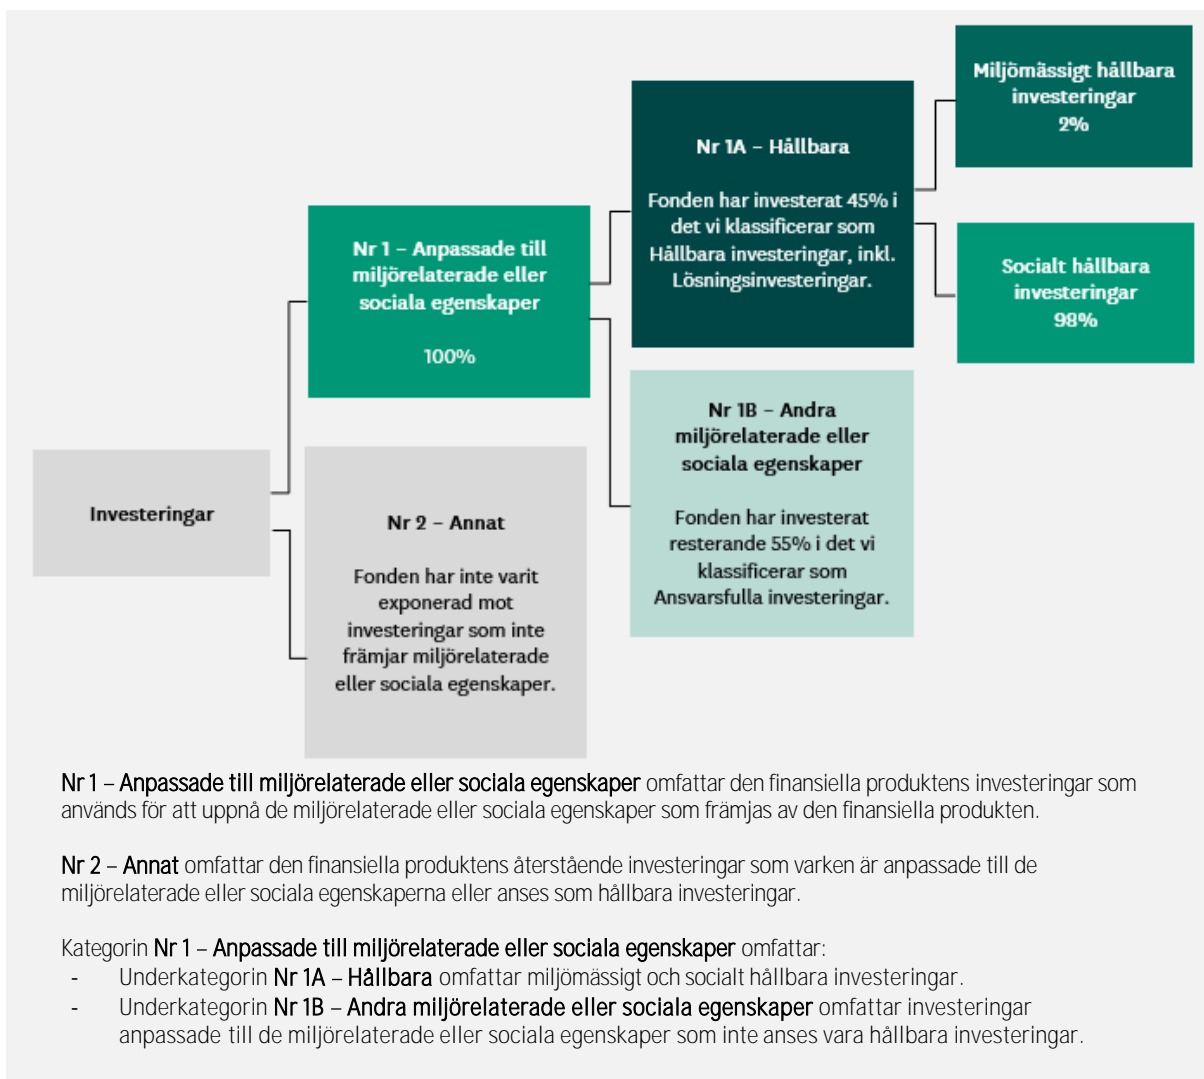 Investeringar
Nr 1 – Anpassade till
miljörelaterade eller
sociala egenskaper
100%
Nr 2 – Annat
Fonden har inte varit
exponerad mot
investeringar som inte
främjar miljörelaterade
eller sociala egenskaper.
Nr 1A – Hållbara
Fonden har investerat 45% i
det vi klassificerar som
Hållbara investeringar, inkl.
Lösningsinvesteringar.
Nr 1B – Andra
miljörelaterade eller
sociala egenskaper
Fonden har investerat
resterande 55% i det vi
klassificerar som
Ansvarsfulla investeringar.
Miljömässigt hållbara
investeringar
2%
Socialt hållbara
investeringar
98%
Nr 1 – Anpassade till miljörelaterade eller sociala egenskaper omfattar den finansiella produktens investeringar som
används för att uppnå de miljörelaterade eller sociala egenskaper som främjas av den finansiella produkten.
Nr 2 – Annat omfattar den finansiella produktens återstående investeringar som varken är anpassade till de
miljörelaterade eller sociala egenskaperna eller anses som hållbara investeringar.
Kategorin Nr 1 – Anpassade till miljörelaterade eller sociala egenskaper omfattar:
- Underkategorin Nr 1A – Hållbara omfattar miljömässigt och socialt hållbara investeringar.
- Underkategorin Nr 1B – Andra miljörelaterade eller sociala egenskaper omfattar investeringar
anpassade till de miljörelaterade eller sociala egenskaper som inte anses vara hållbara investeringar.